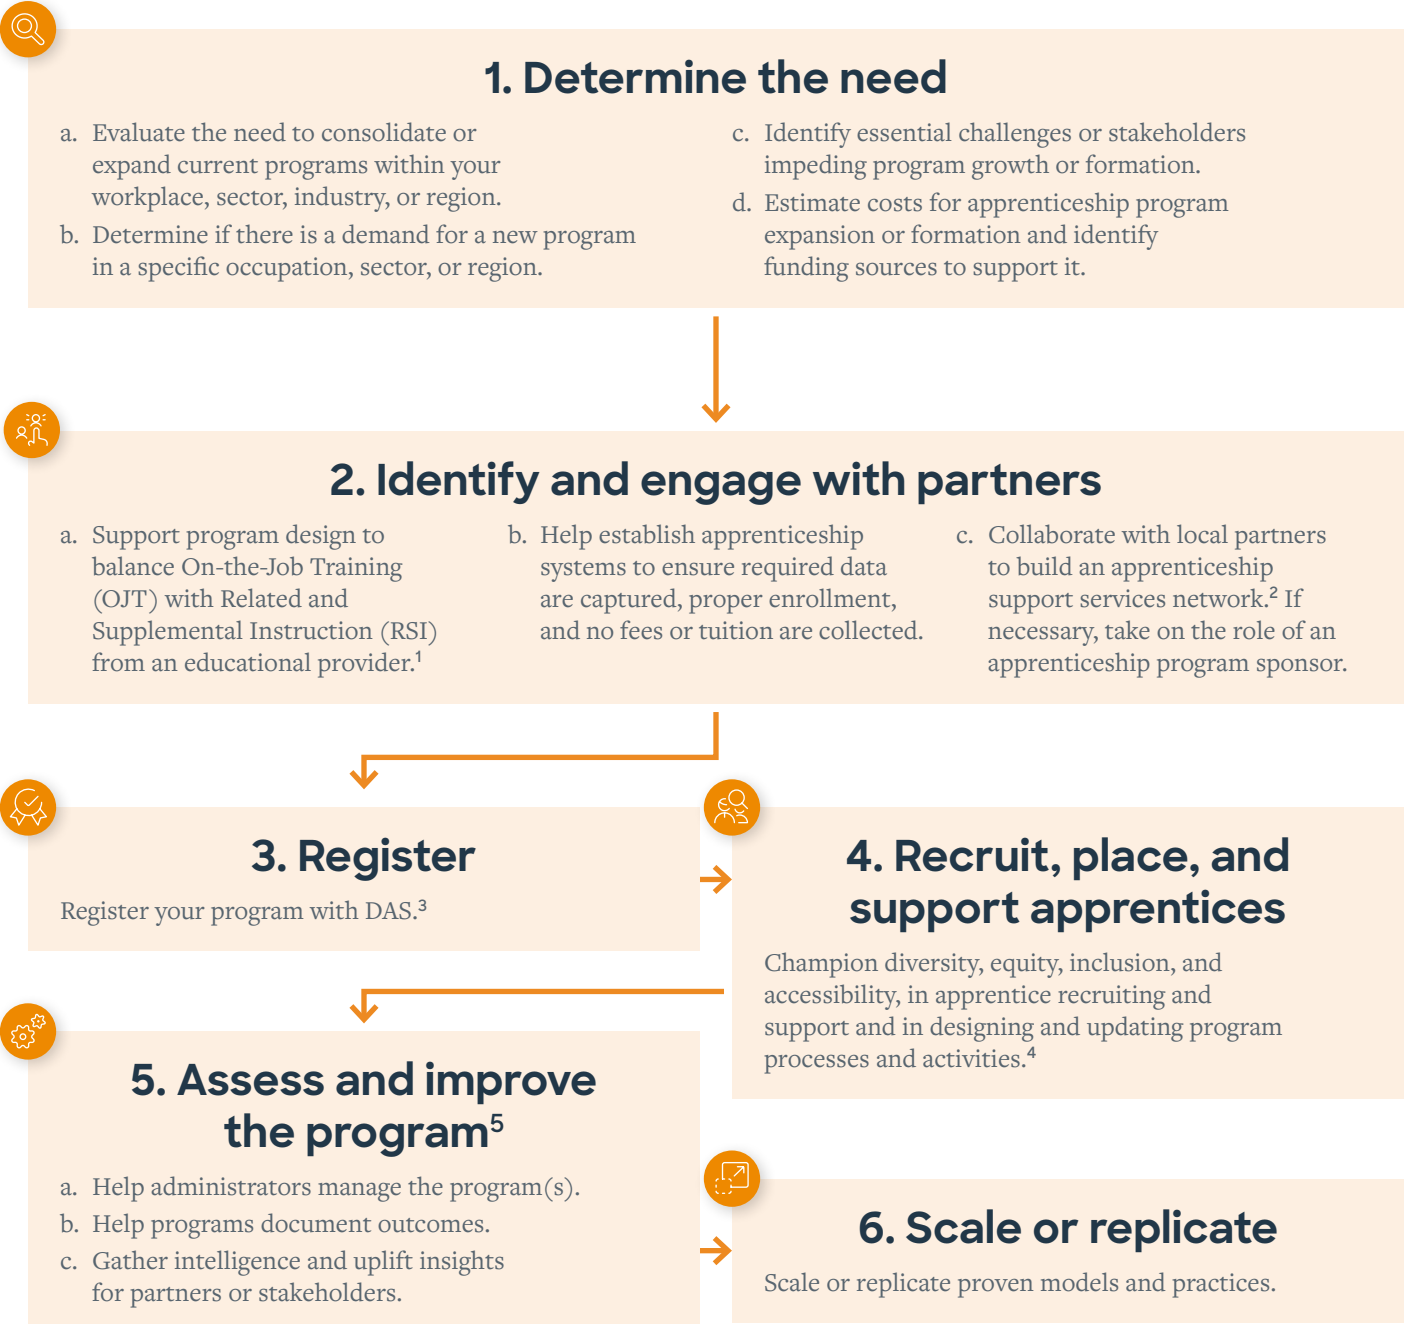 1. Determine the need
a. Evaluate the need to consolidate or
expand current programs within your
workplace, sector, industry, or region.
b. Determine if there is a demand for a new program
in a specific occupation, sector, or region.
c. Identify essential challenges or stakeholders
impeding program growth or formation.
d. Estimate costs for apprenticeship program
expansion or formation and identify
funding sources to support it.
2. Identify and engage with partners
a. Support program design to
balance On-the-Job Training
(OJT) with Related and
Supplemental Instruction (RSI)
from an educational provider.¹
b. Help establish apprenticeship
systems to ensure required data
are captured, proper enrollment,
and no fees or tuition are collected.
c. Collaborate with local partners
to build an apprenticeship
support services network.² If
necessary, take on the role of an
apprenticeship program sponsor.
3. Register
Register your program with DAS.³
4. Recruit, place, and
support apprentices
Champion diversity, equity, inclusion, and
accessibility, in apprentice recruiting and
support and in designing and updating program
processes and activities.⁴
5. Assess and improve
the program⁵
a. Help administrators manage the program(s).
b. Help programs document outcomes.
c. Gather intelligence and uplift insights
for partners or stakeholders.
6. Scale or replicate
Scale or replicate proven models and practices.